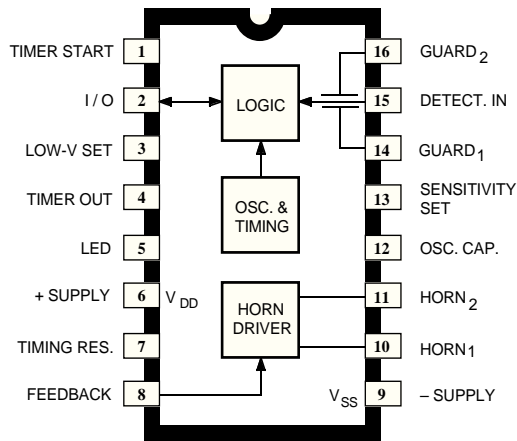 TIMER START 1
I / O 2
LOW-V SET 3
TIMER OUT 4
LED 5
+ SUPPLY 6 VDD
TIMING RES. 7
FEEDBACK 8
LOGIC
OSC. &
TIMING
HORN
DRIVER
16 GUARD2
15 DETECT. IN
14 GUARD1
13 SENSITIVITY
SET
12 OSC. CAP.
11 HORN2
10 HORN1
VSS 9 – SUPPLY